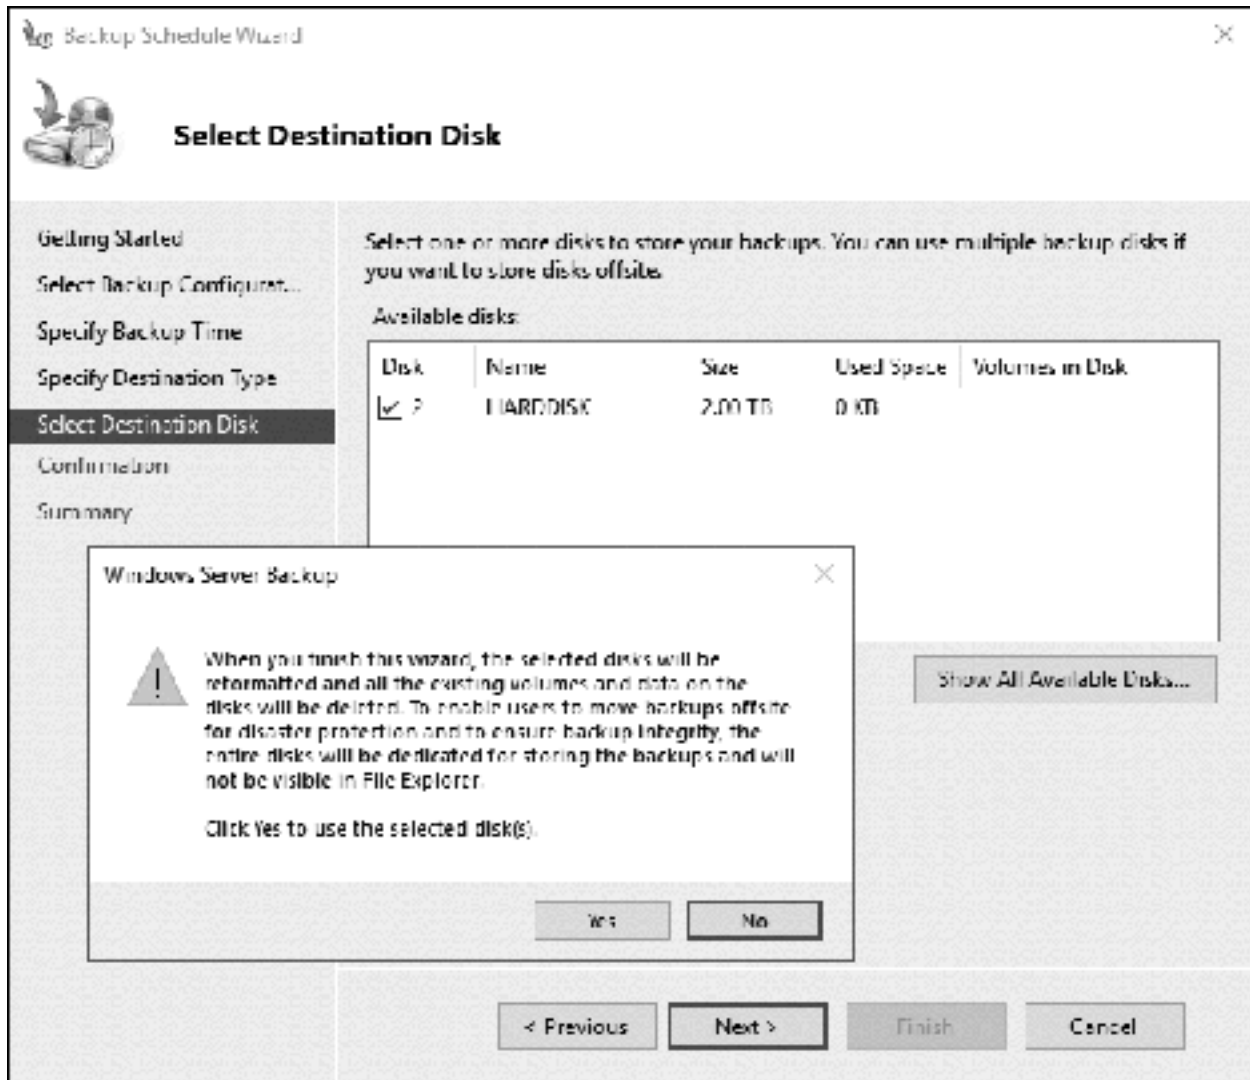 Backup Schedule Wizard
Select Destination Disk
Getting Started
Select Backup Configurat...
Specify Backup Time
Specify Destination Type
Select Destination Disk
Confirmation
Summary
Select one or more disks to store your backups. You can use multiple backup disks if
you want to store disks offsite.
Available disks:
Disk Name Size Used Space Volumes in Disk
2 HARDDISK 2.00 TB 0 KB
Show All Available Disks...
Windows Server Backup
When you finish this wizard, the selected disks will be
reformatted and all the existing volumes and data on the
disks will be deleted. To enable users to move backups offsite
for disaster protection and to ensure backup integrity, the
entire disks will be dedicated for storing the backups and will
not be visible in File Explorer.
Click Yes to use the selected disk(s).
Yes No
< Previous Next > Finish Cancel